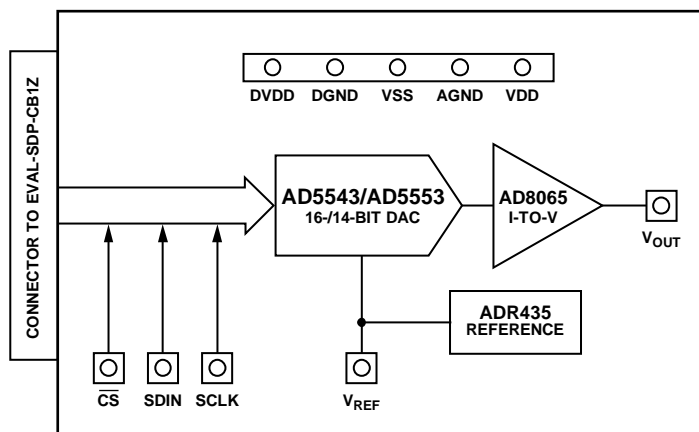 CONNECTOR TO EVAL-SDP-CB1Z
DVDD DGND VSS AGND VDD
AD5543/AD5553
16-/14-BIT DAC
AD8065
I-TO-V
VOUT
ADR435
REFERENCE
CS SDIN SCLK
VREF